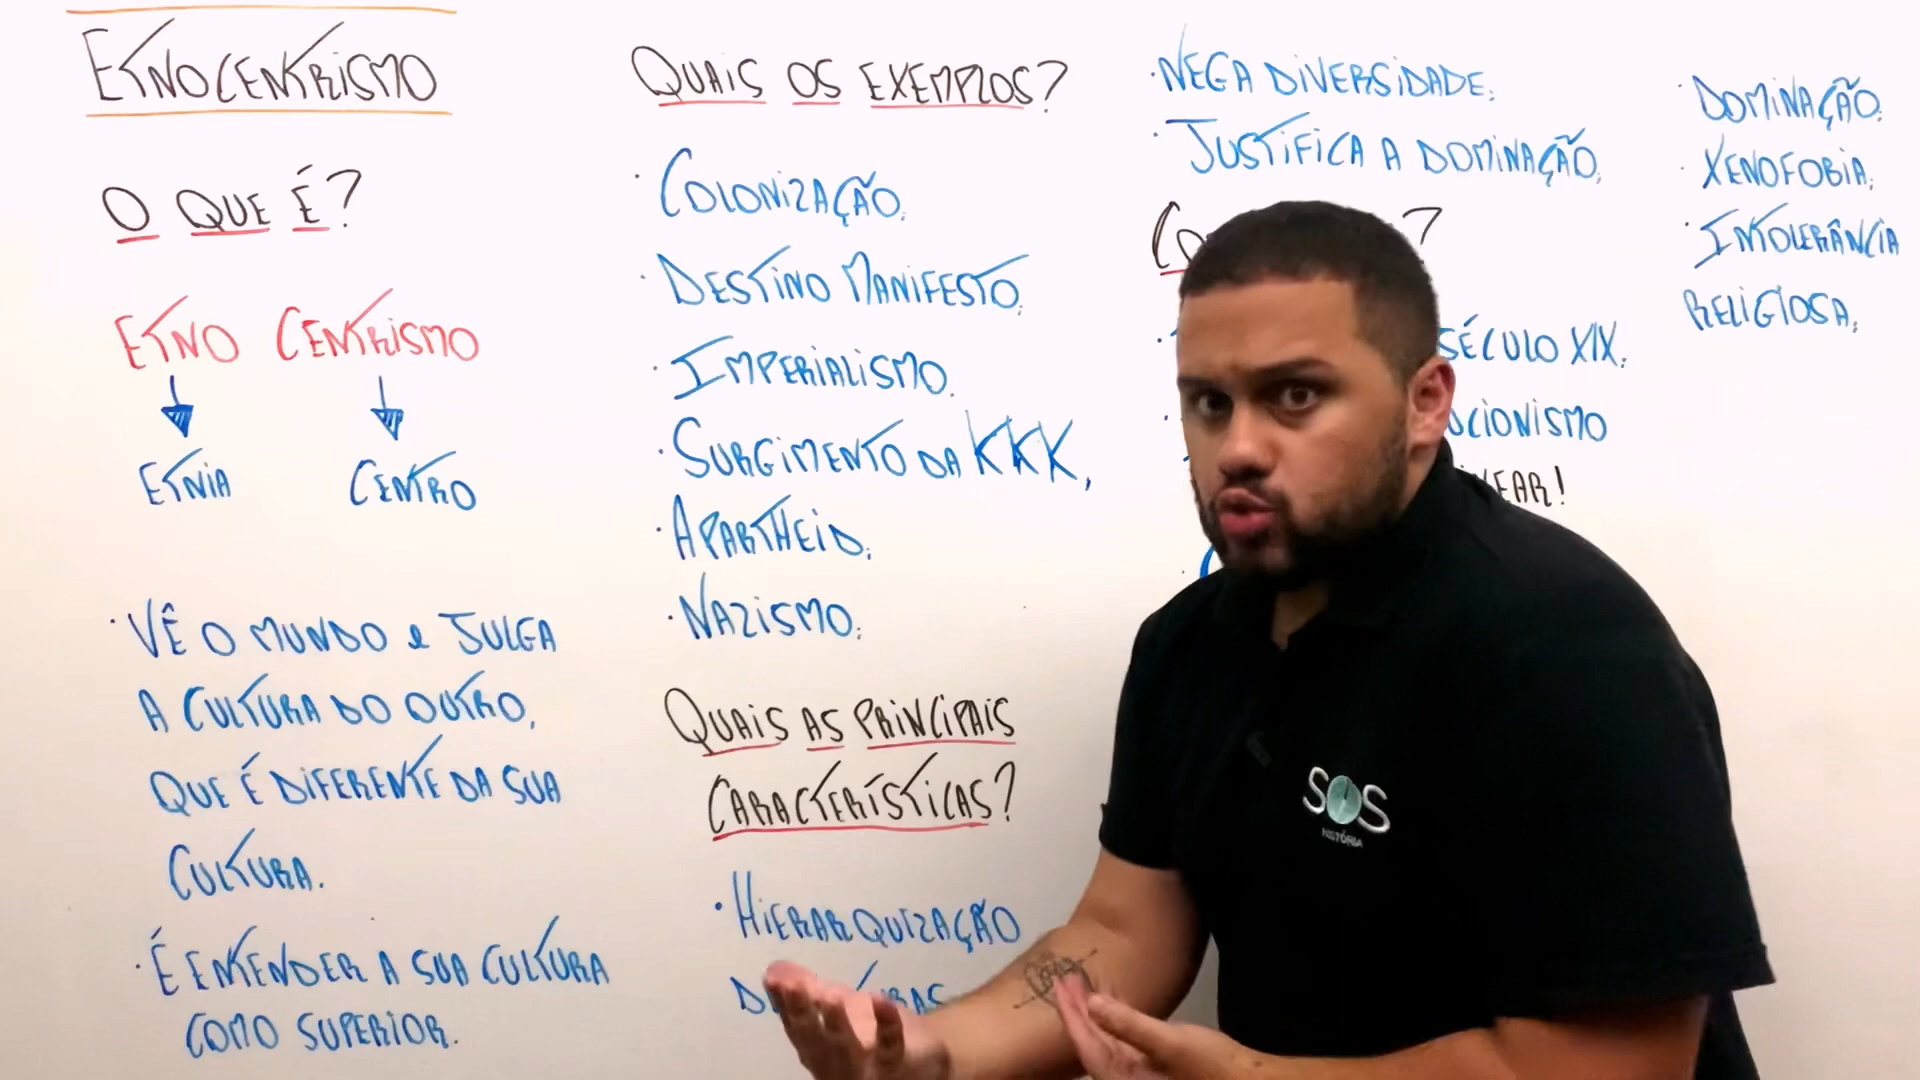 ETNOCENTRISMO
O QUE É?
ETNO CENTRISMO
ETNIA CENTRO
· VÊ O MUNDO e JULGA
A CULTURA DO OUTRO,
QUE É DIFERENTE DA SUA
CULTURA.
· É ENTENDER A SUA CULTURA
COMO SUPERIOR.
QUAIS OS EXEMPLOS?
· COLONIZAÇÃO;
· DESTINO MANIFESTO;
· IMPERIALISMO;
· SURGIMENTO DA KKK;
· APARTHEID;
· NAZISMO;
QUAIS AS PRINCIPAIS
CARACTERÍSTICAS?
· HIERARQUIZAÇÃO
· NEGA DIVERSIDADE;
· JUSTIFICA A DOMINAÇÃO;
SÉCULO XIX;
· DOMINAÇÃO;
· XENOFOBIA;
· INTOLERÂNCIA
RELIGIOSA;
SOS
HISTÓRIA